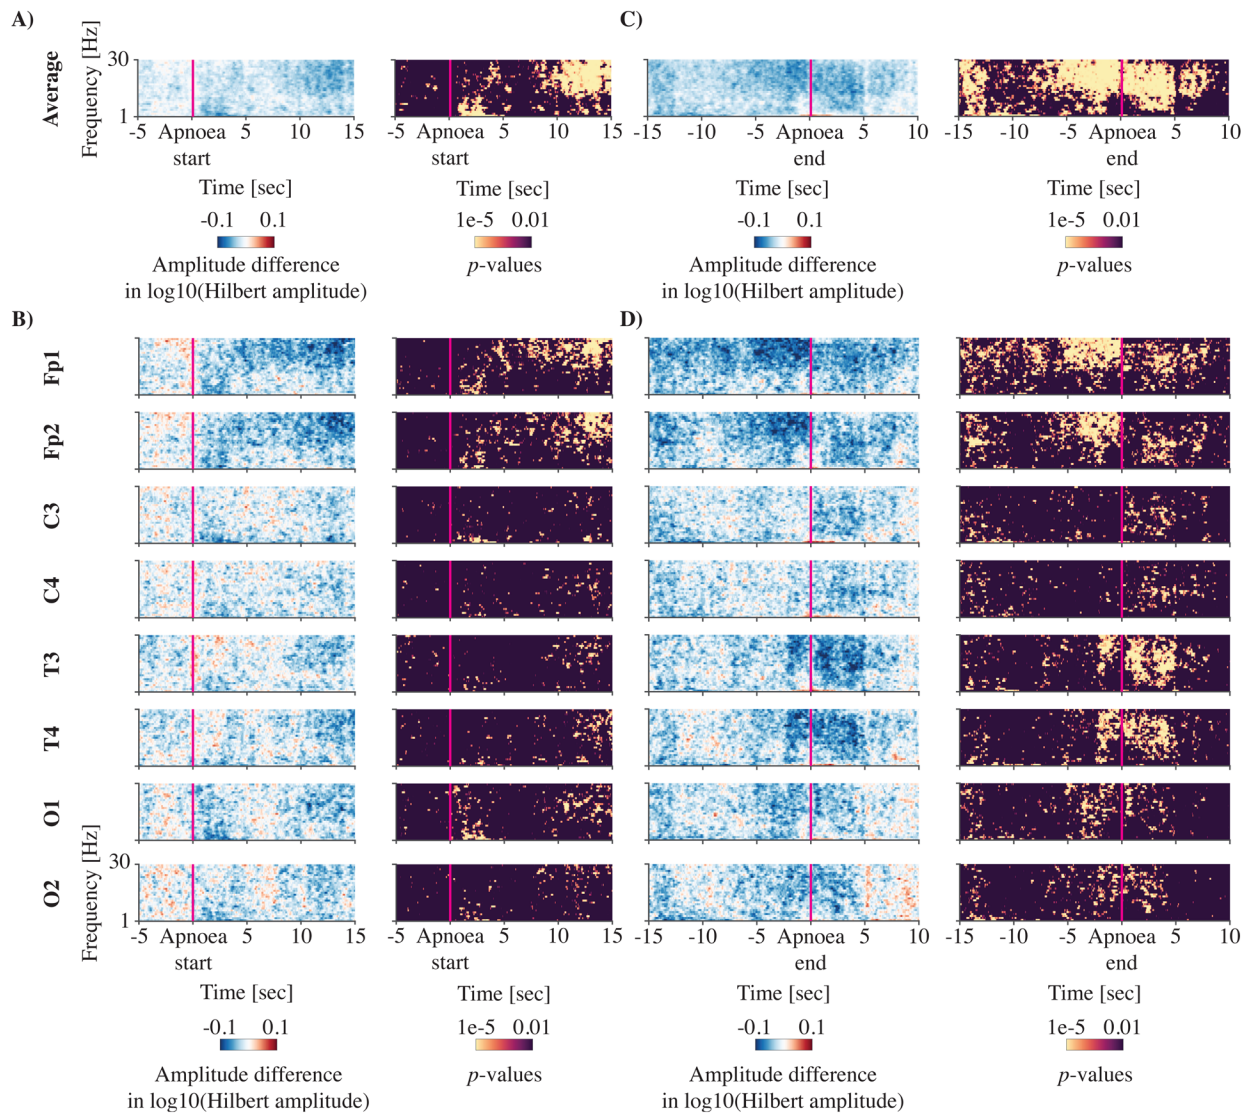 A)
C)
Average
Frequency [Hz]
30
1
-5 Apnoea 5 10 15
start
Time [sec]
-0.1 0.1
Amplitude difference
in log10(Hilbert amplitude)
-5 Apnoea 5 10 15
start
Time [sec]
1e-5 0.01
p-values
-15 -10 -5 Apnoea 5 10
end
Time [sec]
-0.1 0.1
Amplitude difference
in log10(Hilbert amplitude)
-15 -10 -5 Apnoea 5 10
end
Time [sec]
1e-5 0.01
p-values
B)
D)
Fp1
Fp2
C3
C4
T3
T4
O1
O2
Frequency [Hz]
30
1
-5 Apnoea 5 10 15
start
Time [sec]
-0.1 0.1
Amplitude difference
in log10(Hilbert amplitude)
-5 Apnoea 5 10 15
start
Time [sec]
1e-5 0.01
p-values
-15 -10 -5 Apnoea 5 10
end
Time [sec]
-0.1 0.1
Amplitude difference
in log10(Hilbert amplitude)
-15 -10 -5 Apnoea 5 10
end
Time [sec]
1e-5 0.01
p-values